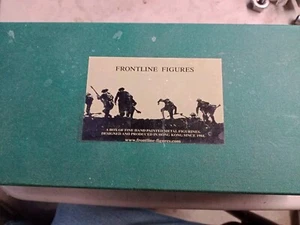 FRONTLINE FIGURES
A BOX OF FINE HAND PAINTED METAL FIGURINES.
DESIGNED AND PRODUCED IN HONG KONG SINCE 1984.
www.frontline-figures.com